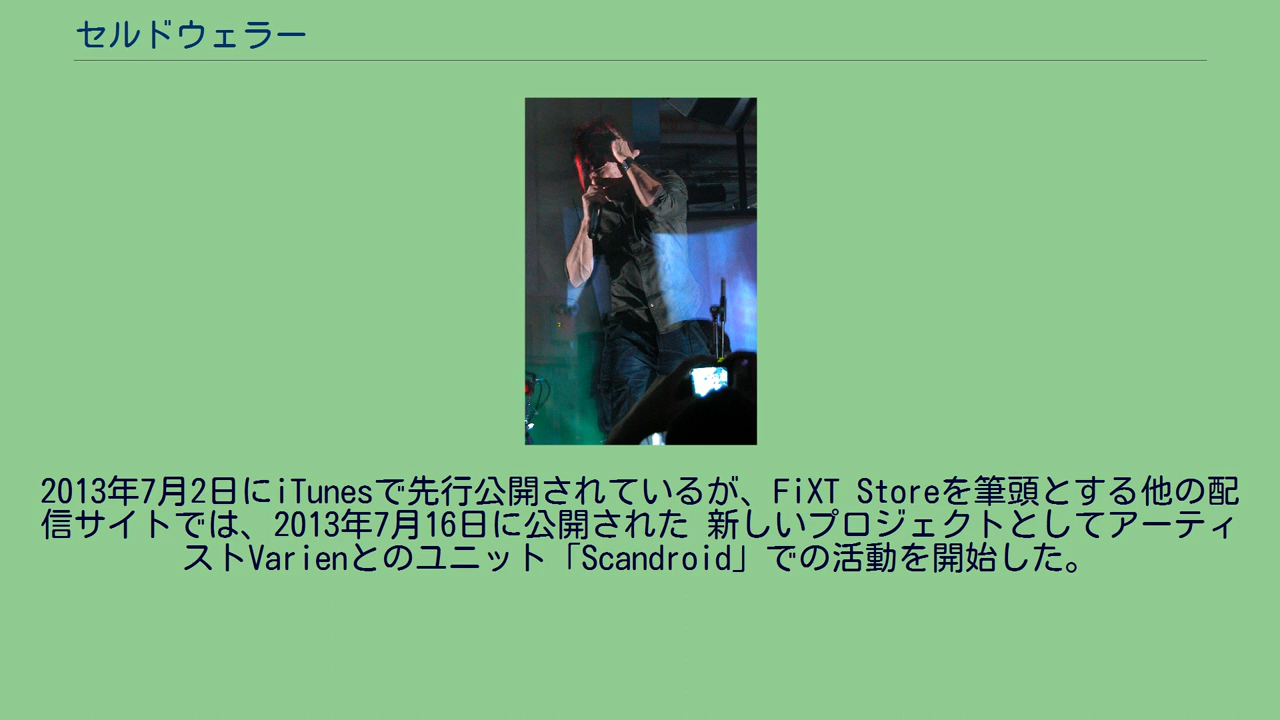 セルドウェラー
2013年7月2日にiTunesで先行公開されているが、FiXT Storeを筆頭とする他の配
信サイトでは、2013年7月16日に公開された 新しいプロジェクトとしてアーティ
ストVarienとのユニット「Scandroid」での活動を開始した。